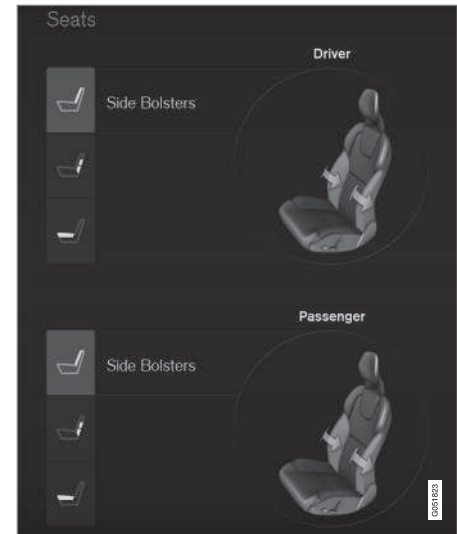 Seats
Driver
Side Bolsters
Passenger
Side Bolsters
G051823